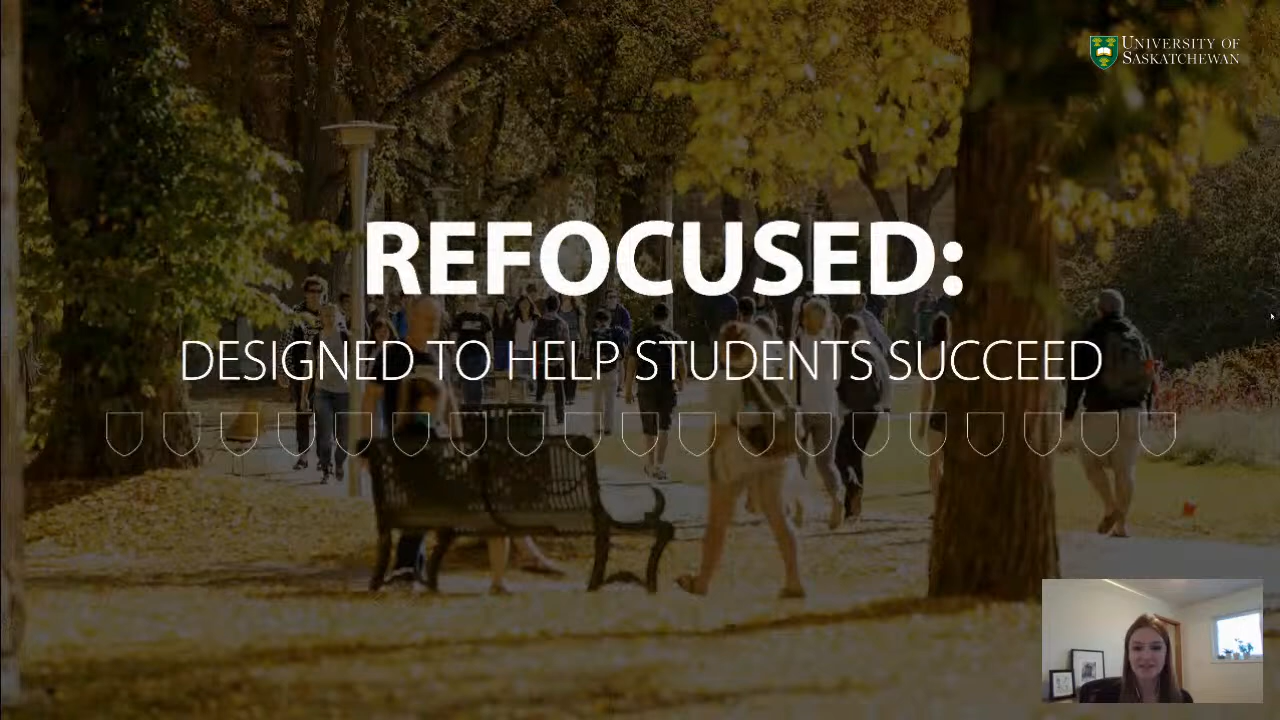 UNIVERSITY OF
SASKATCHEWAN
REFOCUSED:
DESIGNED TO HELP STUDENTS SUCCEED